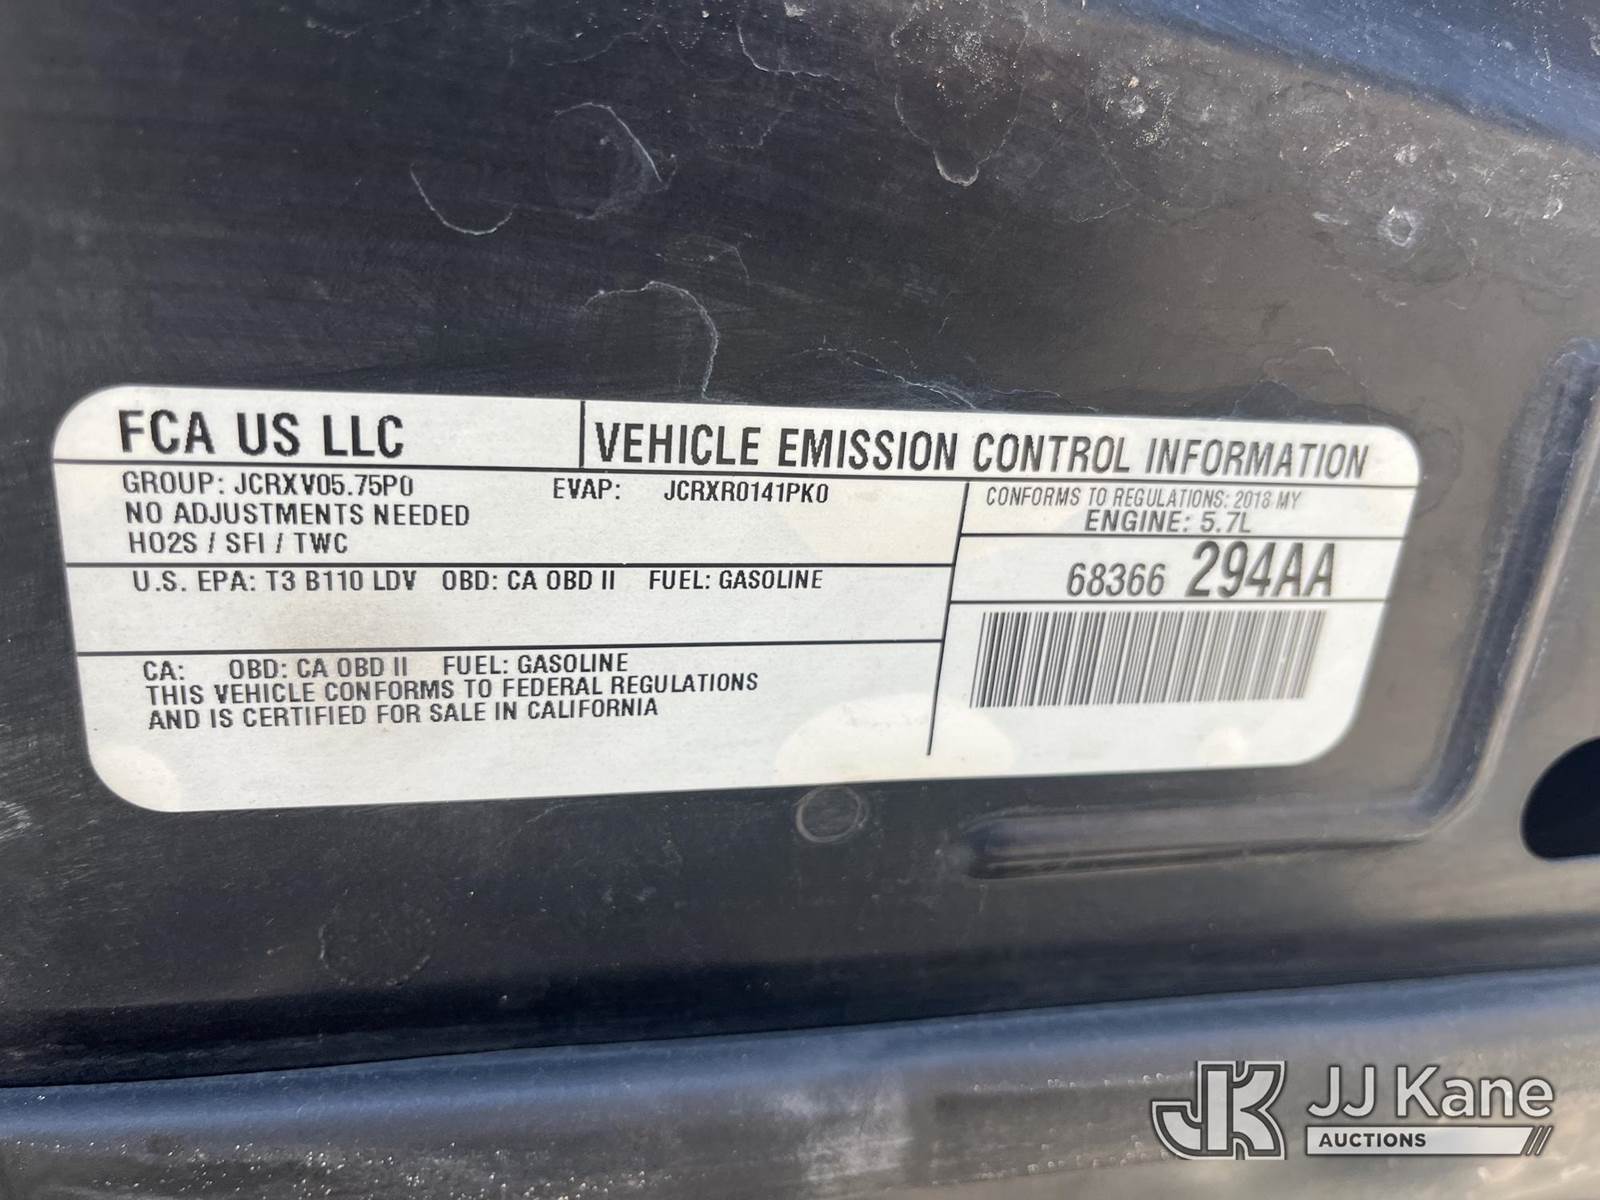 FCA US LLC
VEHICLE EMISSION CONTROL INFORMATION
GROUP: JCRXV05.75P0 EVAP: JCRXR0141PK0
NO ADJUSTMENTS NEEDED
HO2S / SFI / TWC
CONFORMS TO REGULATIONS: 2018 MY
ENGINE: 5.7L
68366 294AA
U.S. EPA: T3 B110 LDV OBD: CA OBD II FUEL: GASOLINE
CA: OBD: CA OBD II FUEL: GASOLINE
THIS VEHICLE CONFORMS TO FEDERAL REGULATIONS
AND IS CERTIFIED FOR SALE IN CALIFORNIA
JK JJ Kane
AUCTIONS